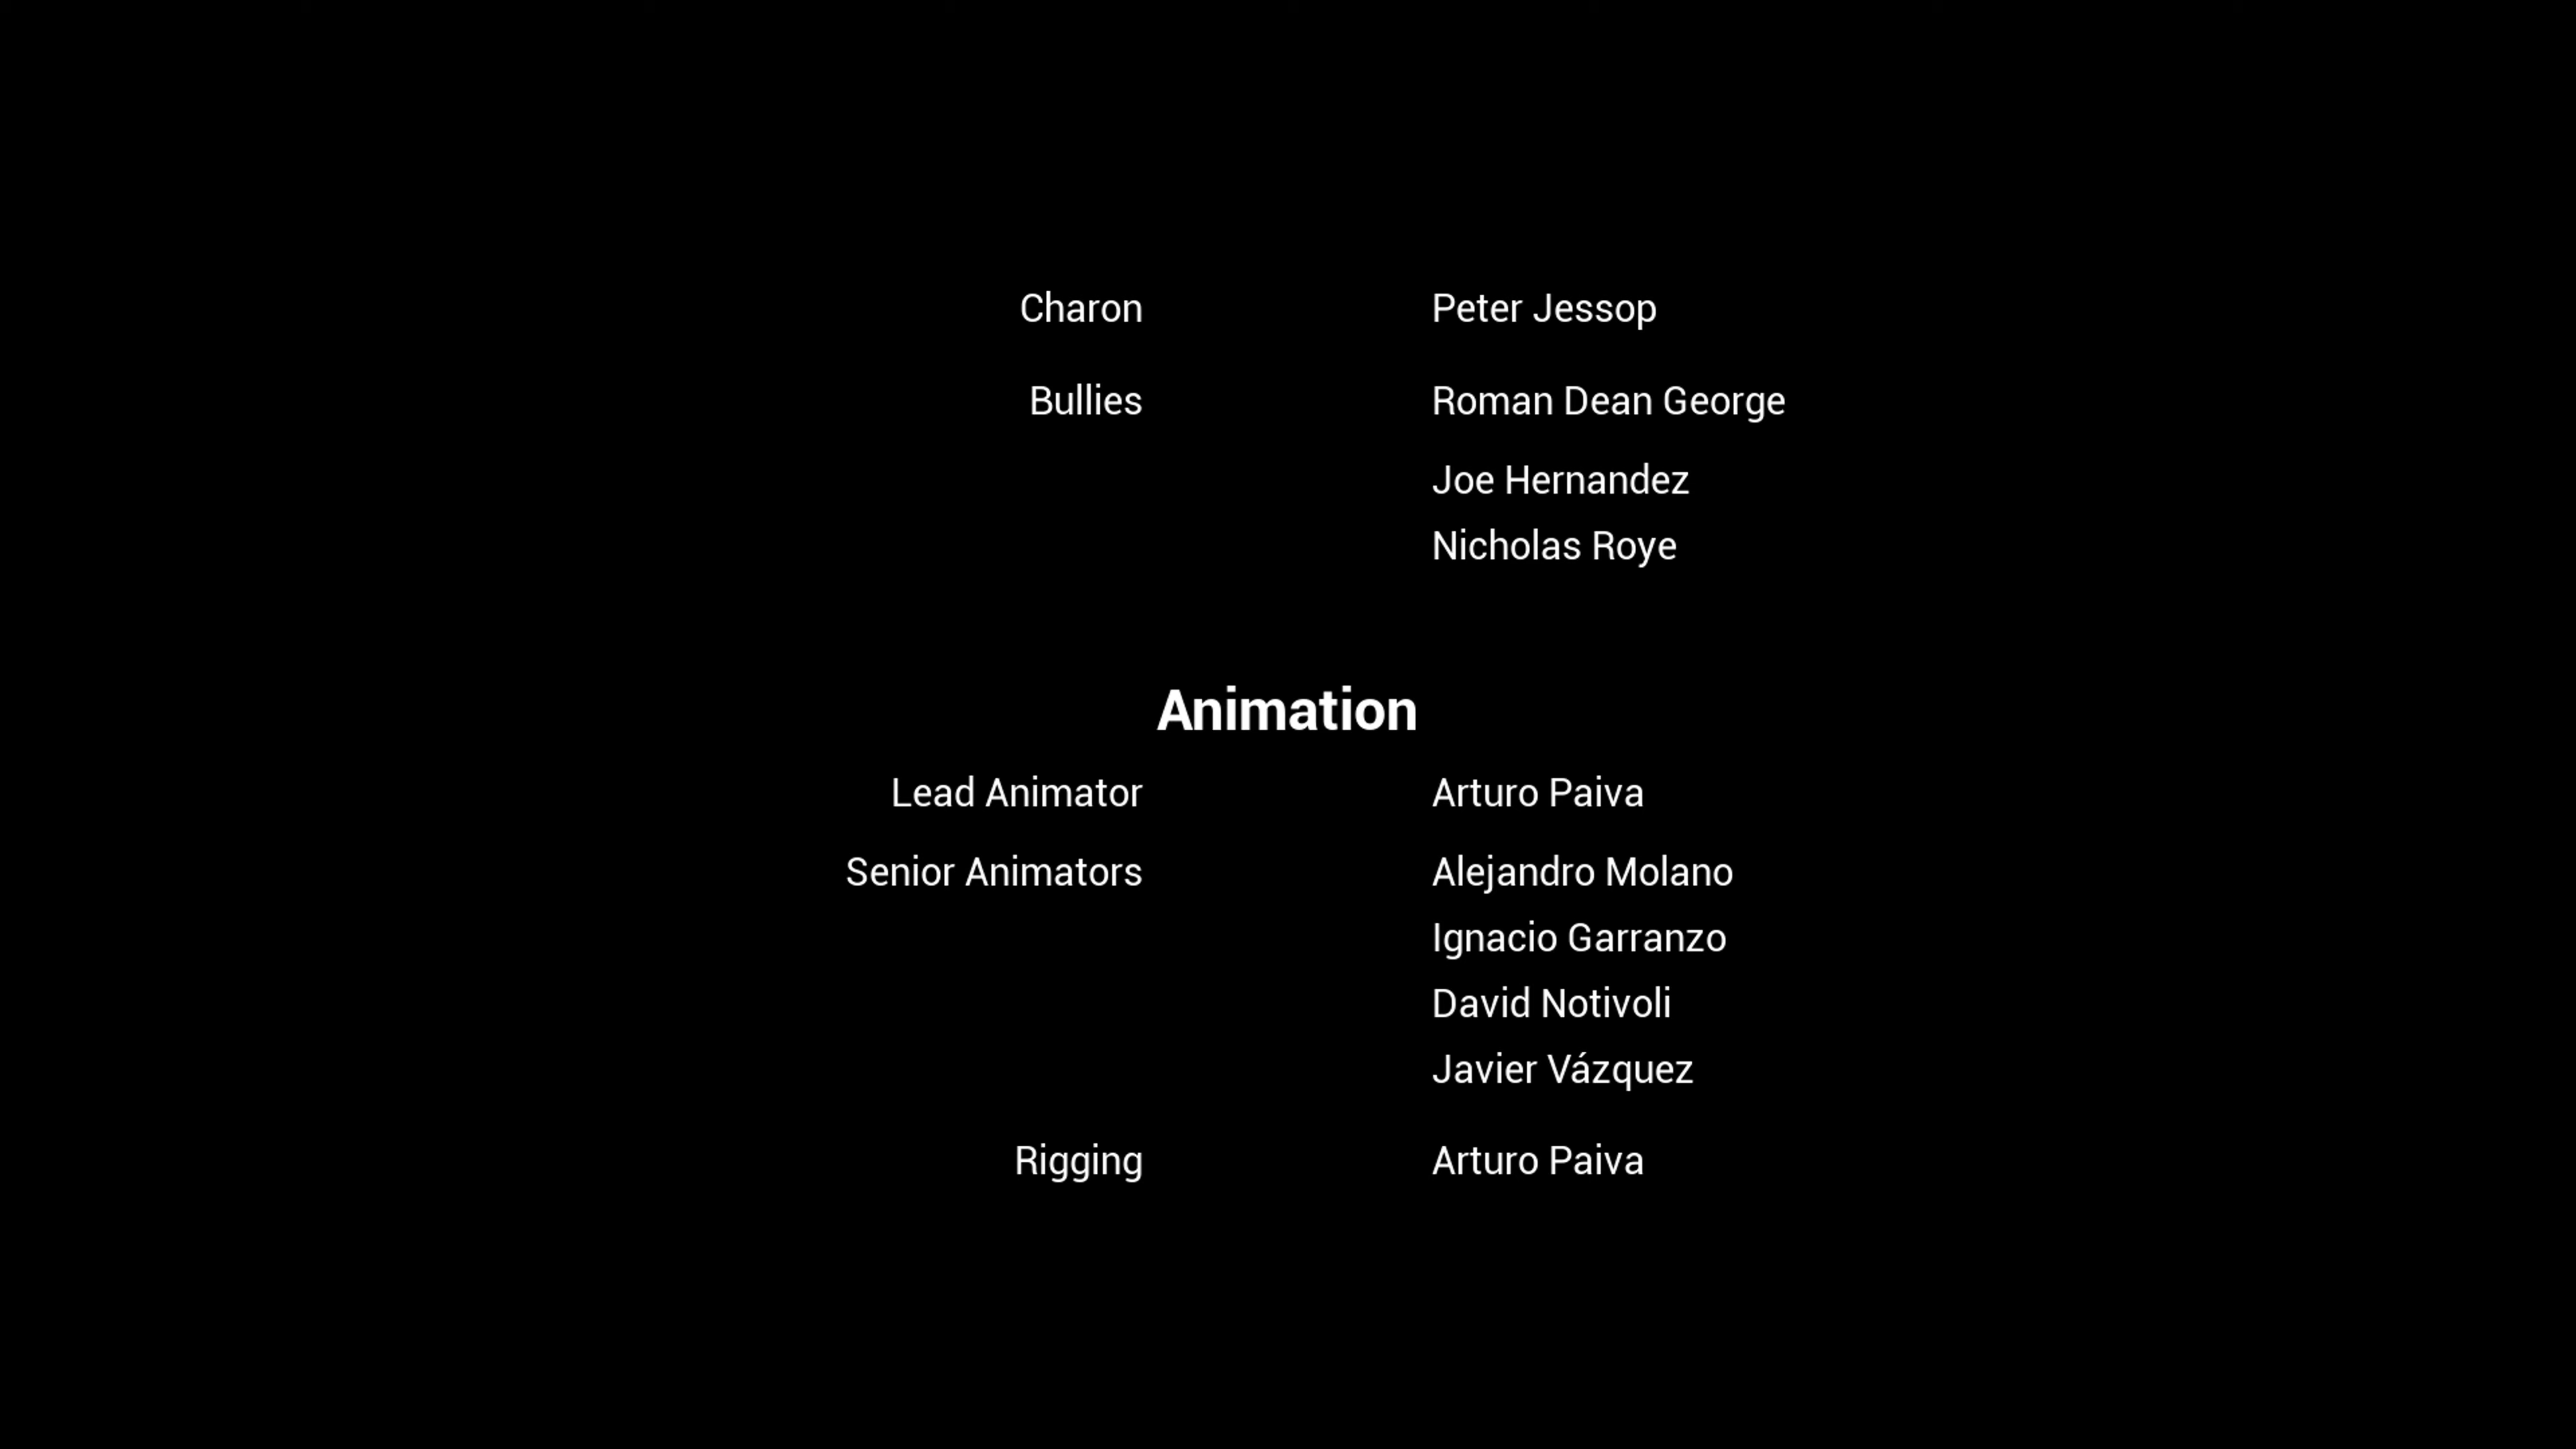 Charon Peter Jessop
Bullies Roman Dean George
Joe Hernandez
Nicholas Roye
Animation
Lead Animator Arturo Paiva
Senior Animators Alejandro Molano
Ignacio Garranzo
David Notivoli
Javier Vázquez
Rigging Arturo Paiva